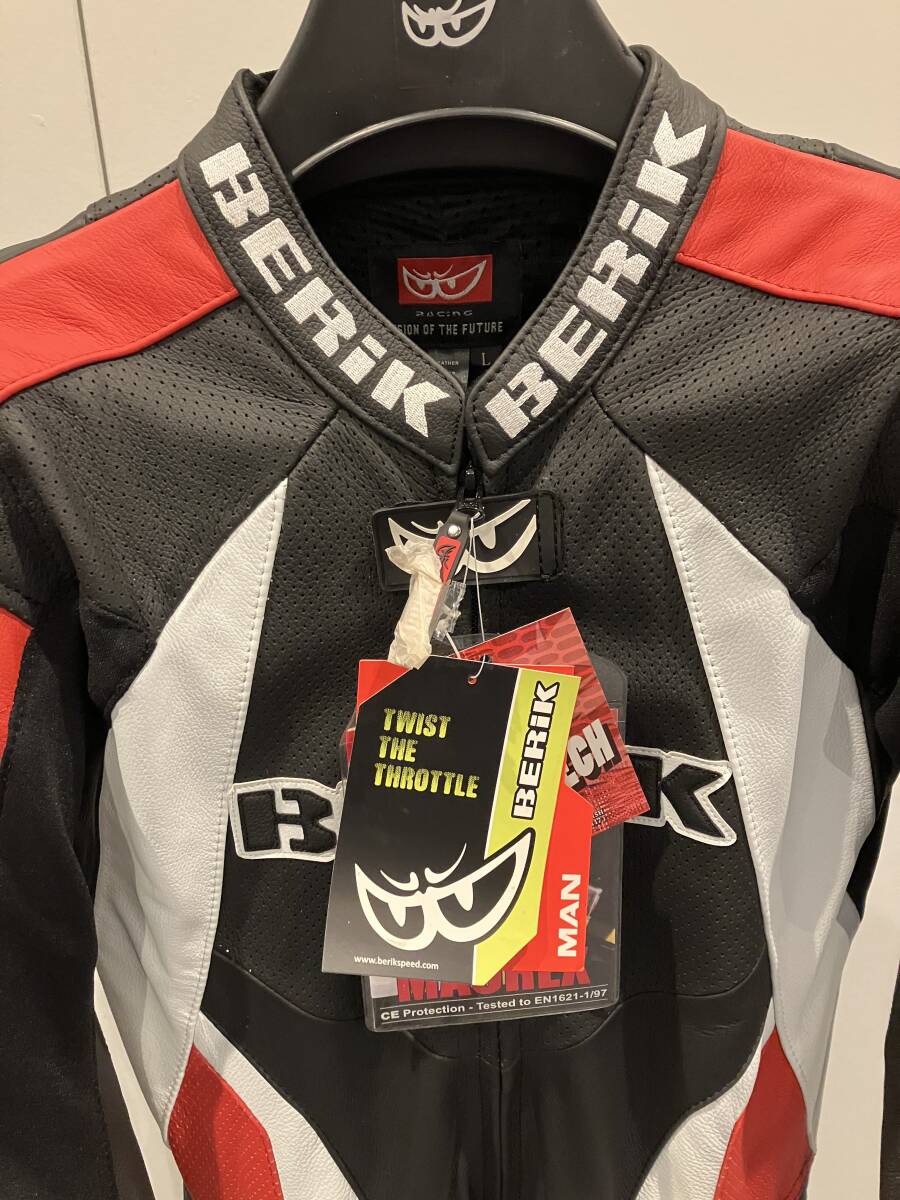 BERiK
BERiK
RACING
SION OF THE FUTURE
L
TWIST
THE
THROTTLE
BERiK
ECH
B
K
MAN
www.berikspeed.com
CE Protection - Tested to EN1621-1/97